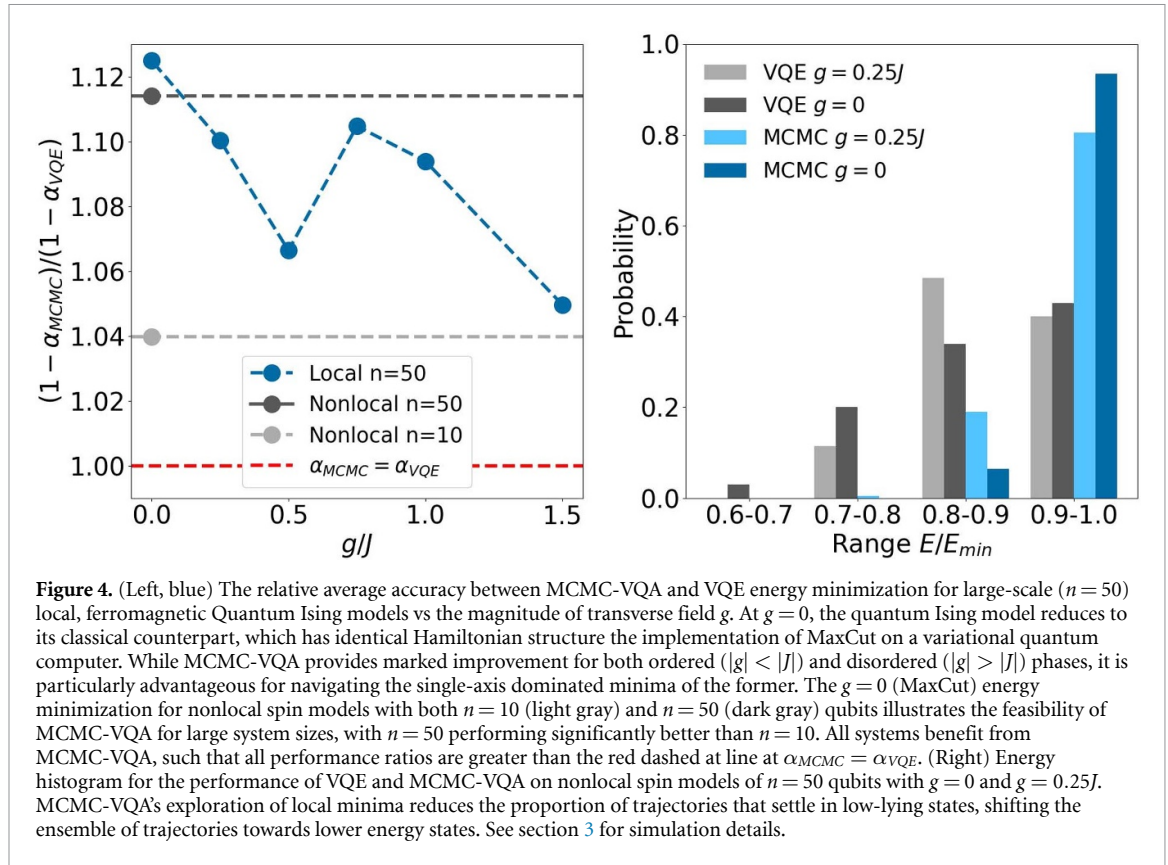 1.12
1.10
1.08
1.06
1.04
1.02
1.00
(1 − α_MCMC)/(1 − α_VQE)
Local n=50
Nonlocal n=50
Nonlocal n=10
α_MCMC = α_VQE
0.0 0.5 1.0 1.5
g/J
1.0
0.8
0.6
0.4
0.2
0.0
Probability
VQE g = 0.25J
VQE g = 0
MCMC g = 0.25J
MCMC g = 0
0.6-0.7 0.7-0.8 0.8-0.9 0.9-1.0
Range E/E_min
Figure 4. (Left, blue) The relative average accuracy between MCMC-VQA and VQE energy minimization for large-scale (n = 50)
local, ferromagnetic Quantum Ising models vs the magnitude of transverse field g. At g = 0, the quantum Ising model reduces to
its classical counterpart, which has identical Hamiltonian structure the implementation of MaxCut on a variational quantum
computer. While MCMC-VQA provides marked improvement for both ordered (|g| < |J|) and disordered (|g| > |J|) phases, it is
particularly advantageous for navigating the single-axis dominated minima of the former. The g = 0 (MaxCut) energy
minimization for nonlocal spin models with both n = 10 (light gray) and n = 50 (dark gray) qubits illustrates the feasibility of
MCMC-VQA for large system sizes, with n = 50 performing significantly better than n = 10. All systems benefit from
MCMC-VQA, such that all performance ratios are greater than the red dashed at line at α_MCMC = α_VQE. (Right) Energy
histogram for the performance of VQE and MCMC-VQA on nonlocal spin models of n = 50 qubits with g = 0 and g = 0.25J.
MCMC-VQA's exploration of local minima reduces the proportion of trajectories that settle in low-lying states, shifting the
ensemble of trajectories towards lower energy states. See section 3 for simulation details.